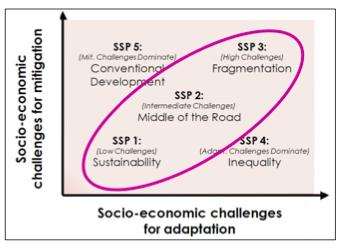 Socio-economic
challenges for mitigation
SSP 5:
(Mit. Challenges Dominate)
Conventional
Development
SSP 3:
(High Challenges)
Fragmentation
SSP 2:
(Intermediate Challenges)
Middle of the Road
SSP 1:
(Low Challenges)
Sustainability
SSP 4:
(Adapt. Challenges Dominate)
Inequality
Socio-economic challenges
for adaptation